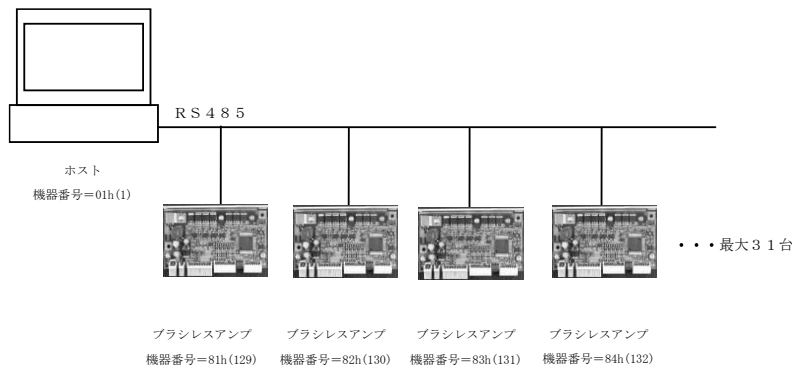 ＲＳ４８５
ホスト
機器番号＝01h(1)
・・・最大３１台
ブラシレスアンプ
機器番号＝81h(129)
ブラシレスアンプ
機器番号＝82h(130)
ブラシレスアンプ
機器番号＝83h(131)
ブラシレスアンプ
機器番号＝84h(132)